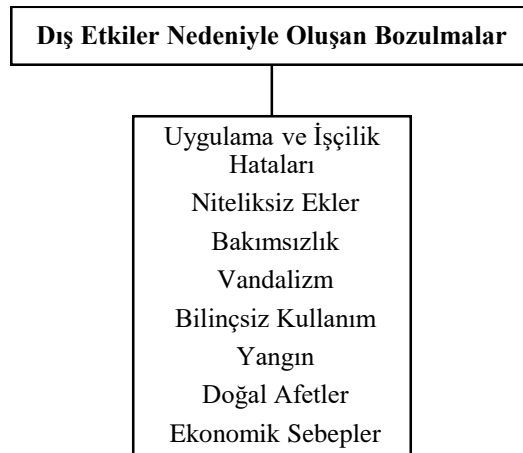 Dış Etkiler Nedeniyle Oluşan Bozulmalar
Uygulama ve İşçilik
Hataları
Niteliksiz Ekler
Bakımsızlık
Vandalizm
Bilinçsiz Kullanım
Yangın
Doğal Afetler
Ekonomik Sebepler